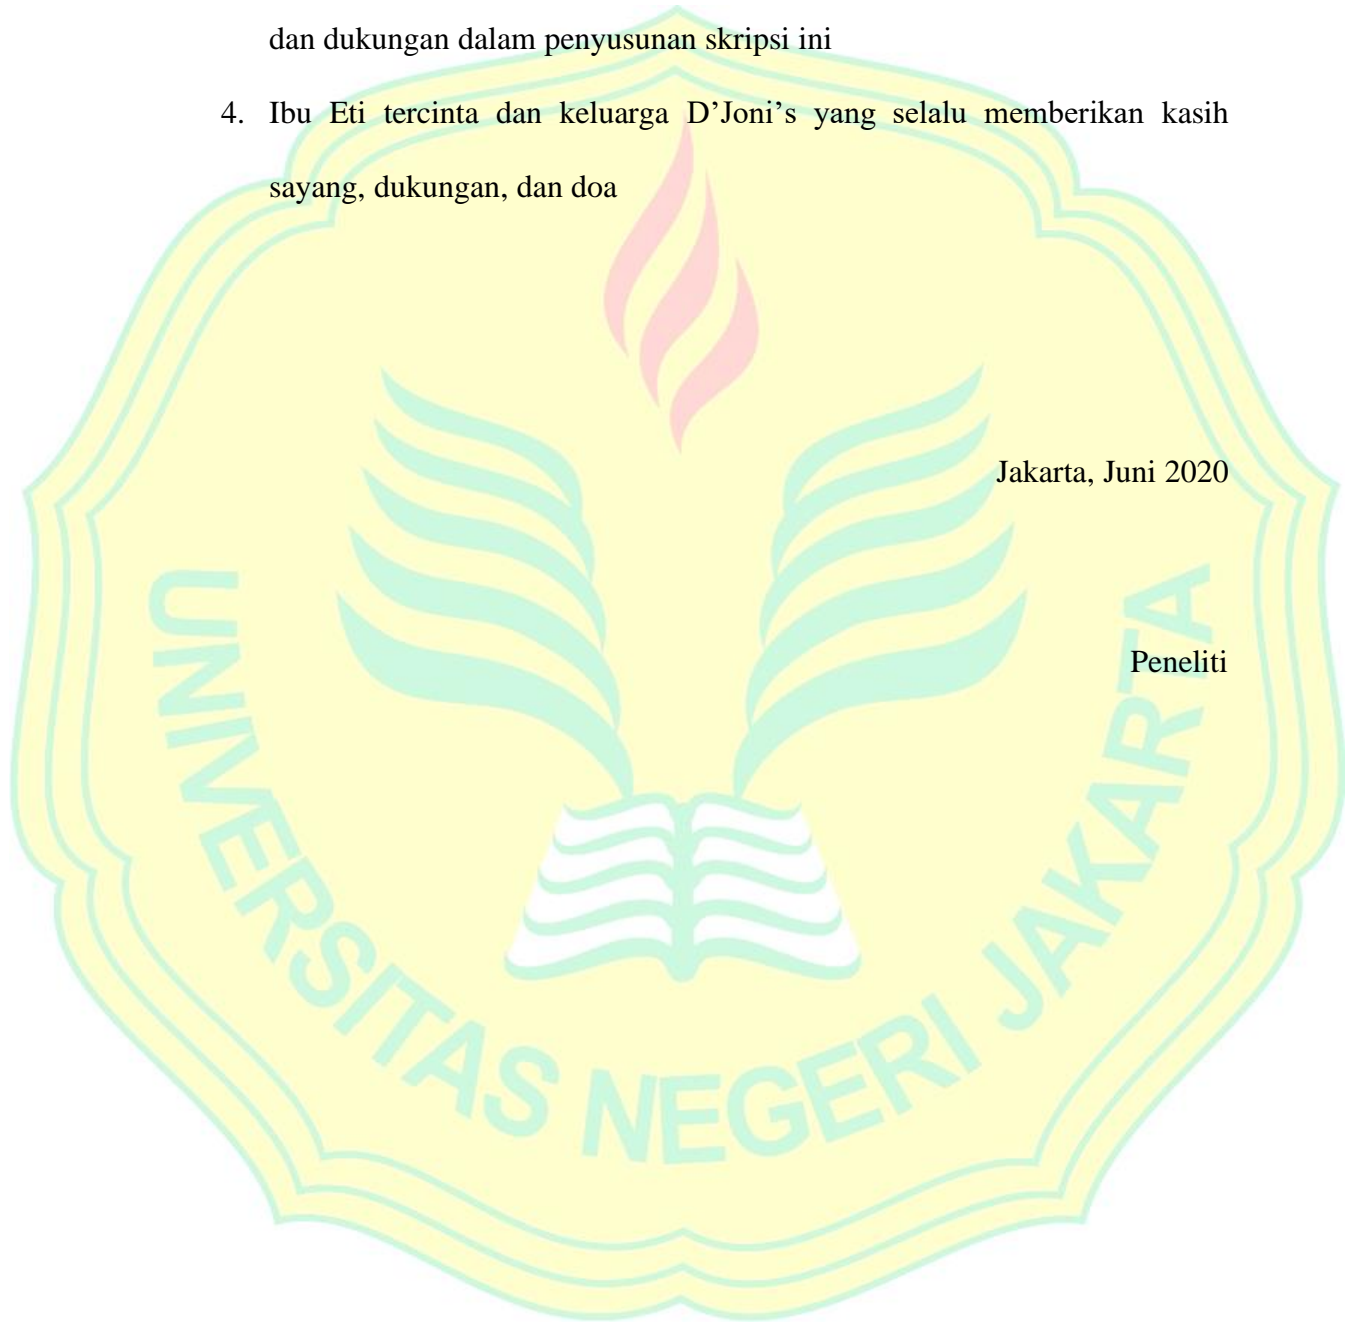 dan dukungan dalam penyusunan skripsi ini
4. Ibu Eti tercinta dan keluarga D’Joni’s yang selalu memberikan kasih
sayang, dukungan, dan doa
Jakarta, Juni 2020
Peneliti
UNIVERSITAS NEGERI JAKARTA